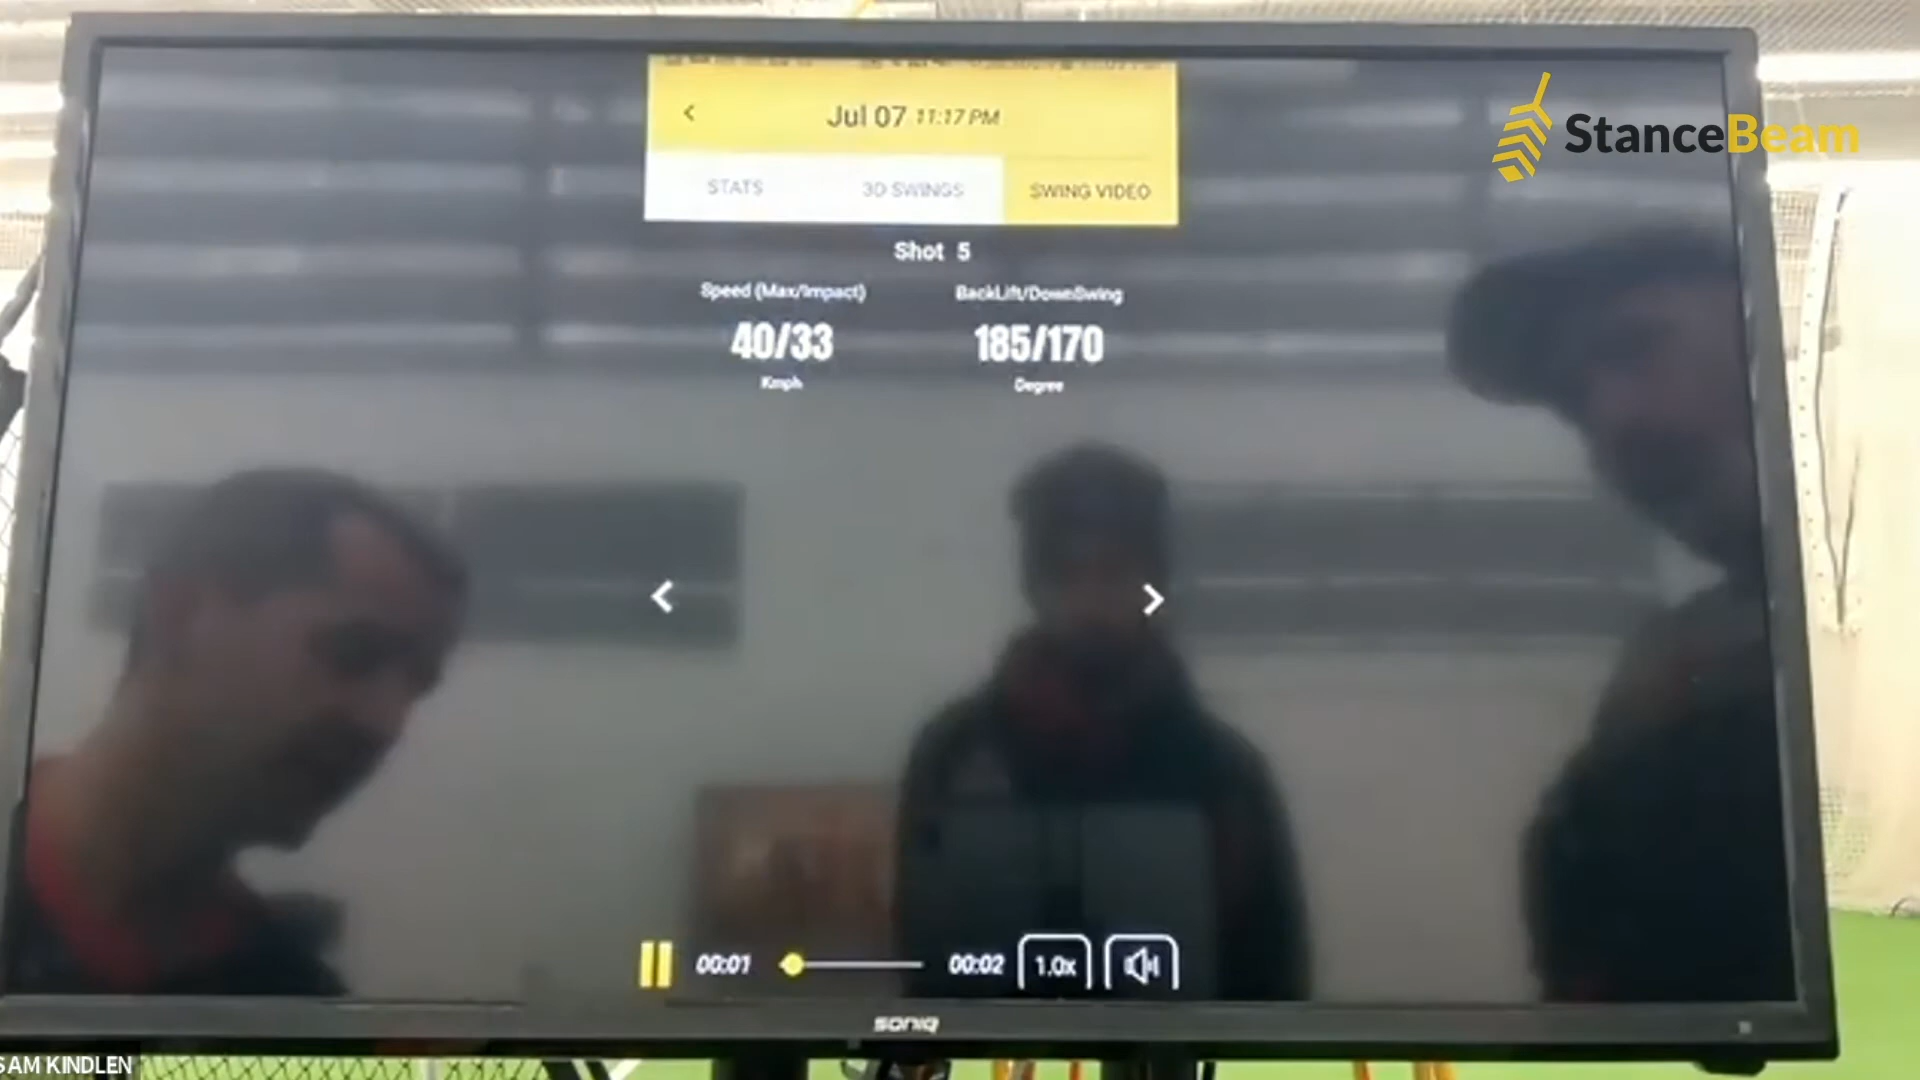 StanceBeam
Jul 07 11:17 PM
STATS
3D SWINGS
SWING VIDEO
Shot 5
Speed (Max/Impact)
BackLift/DownSwing
40/33
185/170
Kmph
Degree
00:01
00:02
1.0x
SONIQ
SAM KINDLEN